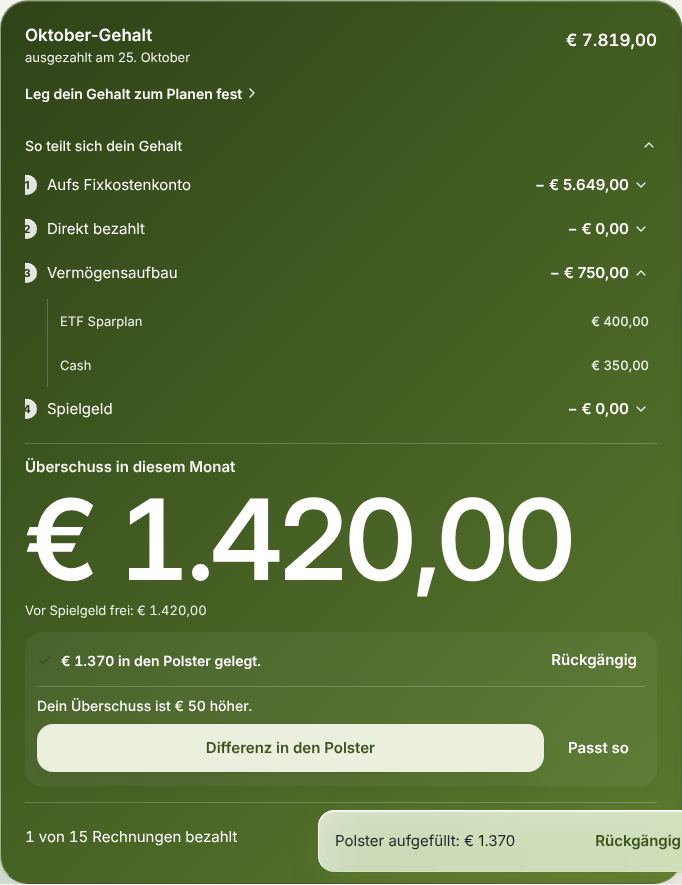 Oktober-Gehalt
€ 7.819,00
ausgezahlt am 25. Oktober
Leg dein Gehalt zum Planen fest
So teilt sich dein Gehalt
1 Aufs Fixkostenkonto – € 5.649,00
2 Direkt bezahlt – € 0,00
3 Vermögensaufbau – € 750,00
ETF Sparplan € 400,00
Cash € 350,00
4 Spielgeld – € 0,00
Überschuss in diesem Monat
€ 1.420,00
Vor Spielgeld frei: € 1.420,00
€ 1.370 in den Polster gelegt. Rückgängig
Dein Überschuss ist € 50 höher.
Differenz in den Polster Passt so
1 von 15 Rechnungen bezahlt
Polster aufgefüllt: € 1.370 Rückgängig